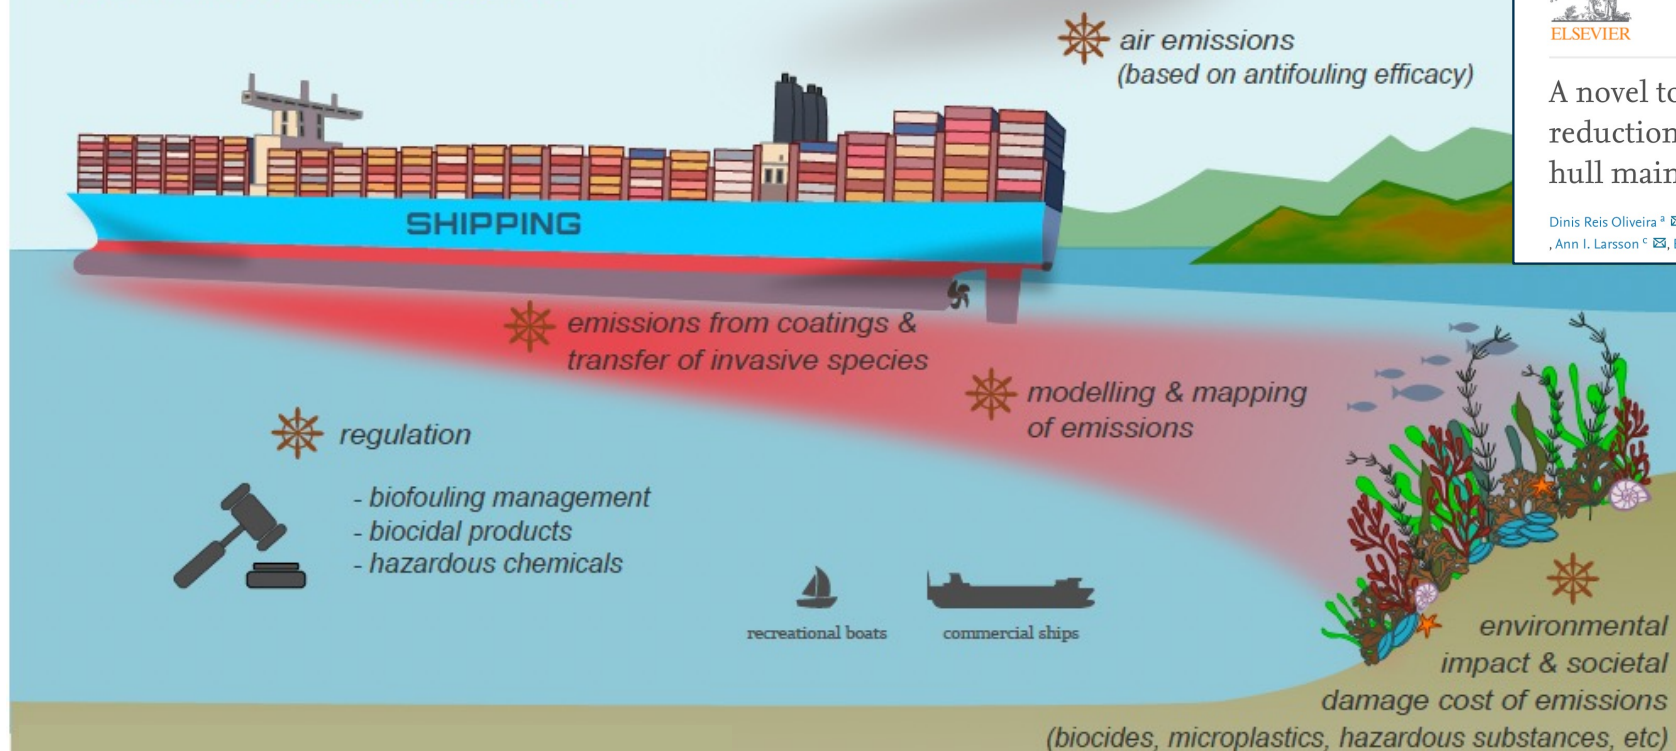 air emissions
(based on antifouling efficacy)
ELSEVIER
A novel
reduction
hull
Dinis Reis Oliveira a
, Ann I. Larsson c ,
SHIPPING
emissions from coatings &
transfer of invasive species
modelling & mapping
of emissions
regulation
- biofouling management
- biocidal products
- hazardous chemicals
recreational boats
commercial ships
environmental
impact & societal
damage cost of emissions
(biocides, microplastics, hazardous substances, etc)